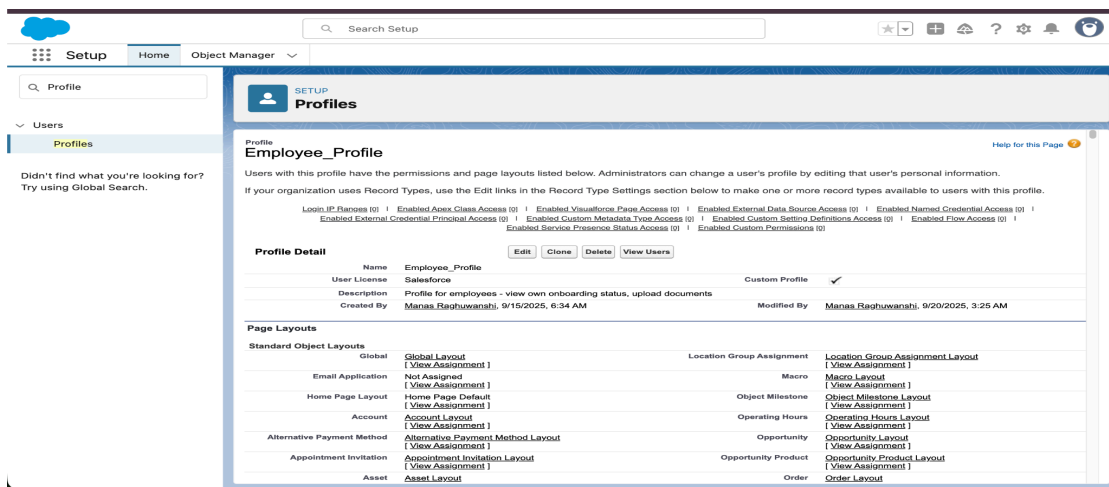 Search Setup
Setup Home Object Manager
Profile
Users
Profiles
Didn't find what you're looking for?
Try using Global Search.
SETUP
Profiles
Profile
Employee_Profile
Help for this Page
Users with this profile have the permissions and page layouts listed below. Administrators can change a user's profile by editing that user's personal information.
If your organization uses Record Types, use the Edit links in the Record Type Settings section below to make one or more record types available to users with this profile.
Login IP Ranges [0] | Enabled Apex Class Access [0] | Enabled Visualforce Page Access [0] | Enabled External Data Source Access [0] | Enabled Named Credential Access [0] |
Enabled External Credential Principal Access [0] | Enabled Custom Metadata Type Access [0] | Enabled Custom Setting Definitions Access [0] | Enabled Flow Access [0] |
Enabled Service Presence Status Access [0] | Enabled Custom Permissions [0]
Profile Detail Edit Clone Delete View Users
Name Employee_Profile
User License Salesforce Custom Profile
Description Profile for employees - view own onboarding status, upload documents
Created By Manas Raghuwanshi, 9/15/2025, 6:34 AM Modified By Manas Raghuwanshi, 9/20/2025, 3:25 AM
Page Layouts
Standard Object Layouts
Global Global Layout Location Group Assignment Location Group Assignment Layout
[ View Assignment ] [ View Assignment ]
Email Application Not Assigned Macro Macro Layout
[ View Assignment ] [ View Assignment ]
Home Page Layout Home Page Default Object Milestone Object Milestone Layout
[ View Assignment ] [ View Assignment ]
Account Account Layout Operating Hours Operating Hours Layout
[ View Assignment ] [ View Assignment ]
Alternative Payment Method Alternative Payment Method Layout Opportunity Opportunity Layout
[ View Assignment ] [ View Assignment ]
Appointment Invitation Appointment Invitation Layout Opportunity Product Opportunity Product Layout
[ View Assignment ] [ View Assignment ]
Asset Asset Layout Order Order Layout